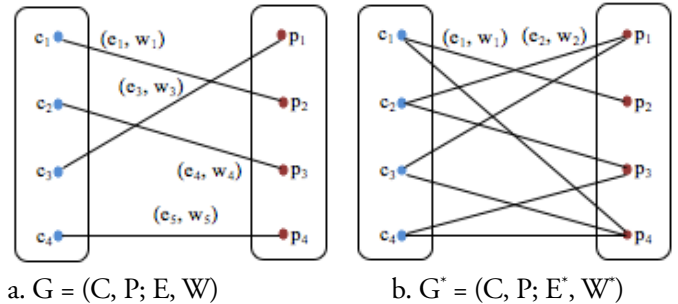 c₁ (e₁, w₁) p₁ c₁ (e₁, w₁) (e₂, w₂) p₁
(e₃, w₃)
c₂ p₂ c₂ p₂
c₃ (e₄, w₄) p₃ c₃ p₃
(e₅, w₅)
c₄ p₄ c₄ p₄
a. G = (C, P; E, W) b. G* = (C, P; E*, W*)